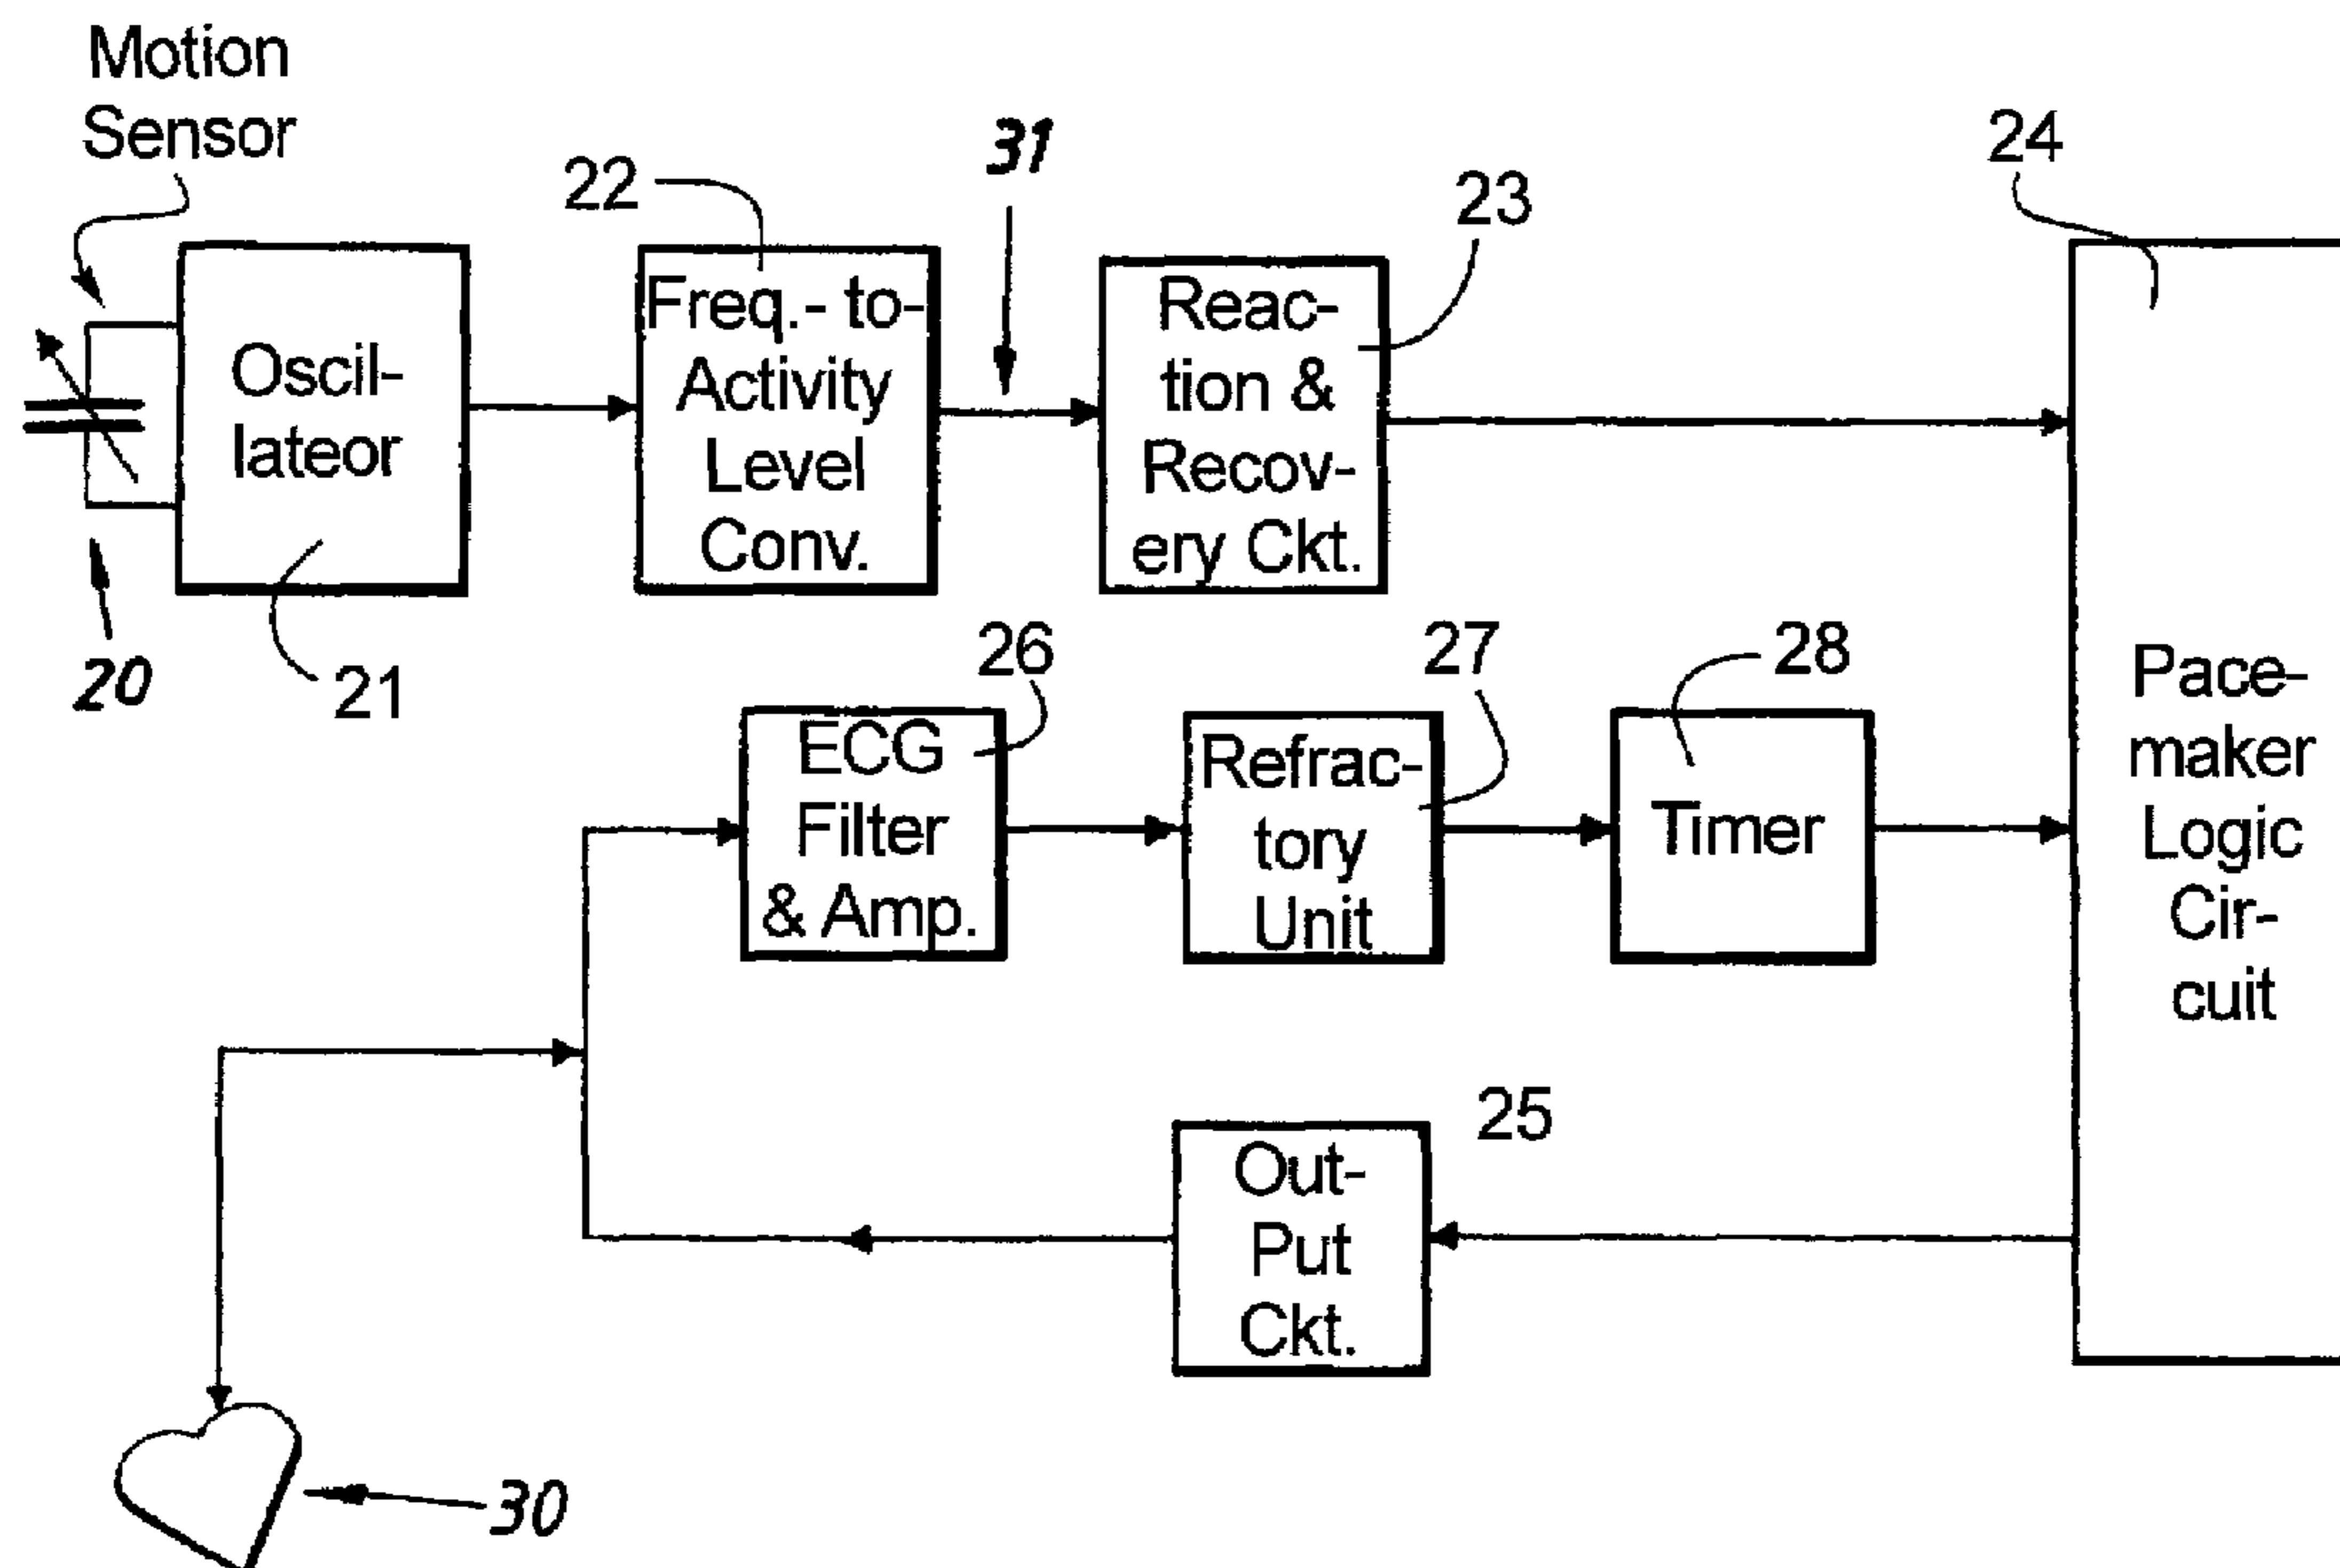 Motion
Sensor
20
Oscil-
lateor
21
22
Freq.- to-
Activity
Level
Conv.
31
23
Reac-
tion &
Recov-
ery Ckt.
24
Pace-
maker
Logic
Cir-
cuit
26
ECG
Filter
& Amp.
27
Refrac-
tory
Unit
28
Timer
25
Out-
Put
Ckt.
30